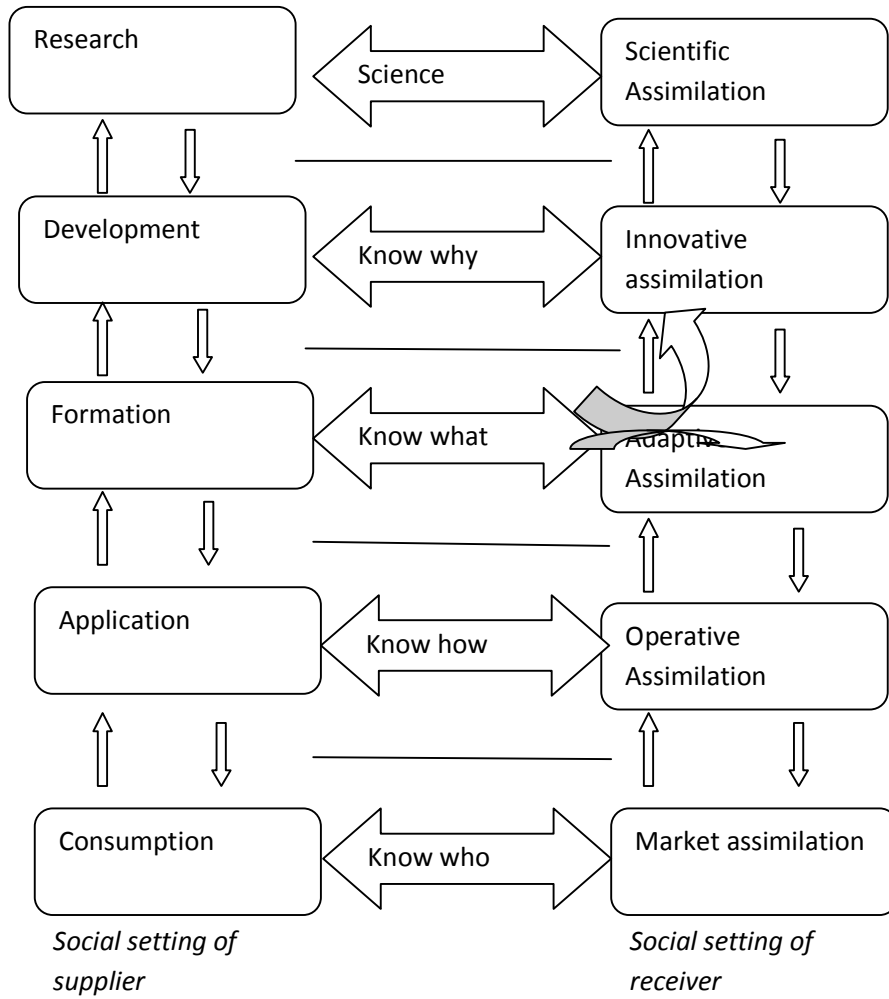 Research
Science
Scientific
Assimilation
Development
Know why
Innovative
assimilation
Formation
Know what
Adaptive
Assimilation
Application
Know how
Operative
Assimilation
Consumption
Know who
Market assimilation
Social setting of
supplier
Social setting of
receiver